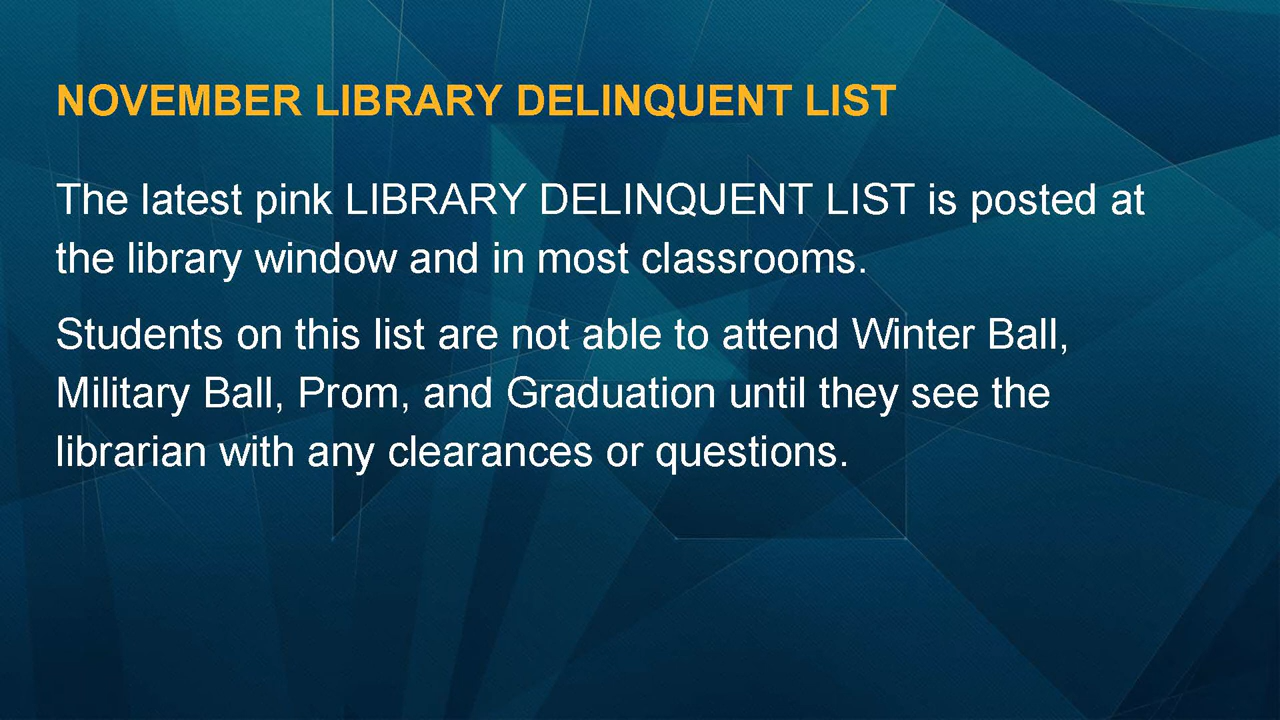 NOVEMBER LIBRARY DELINQUENT LIST
The latest pink LIBRARY DELINQUENT LIST is posted at
the library window and in most classrooms.
Students on this list are not able to attend Winter Ball,
Military Ball, Prom, and Graduation until they see the
librarian with any clearances or questions.